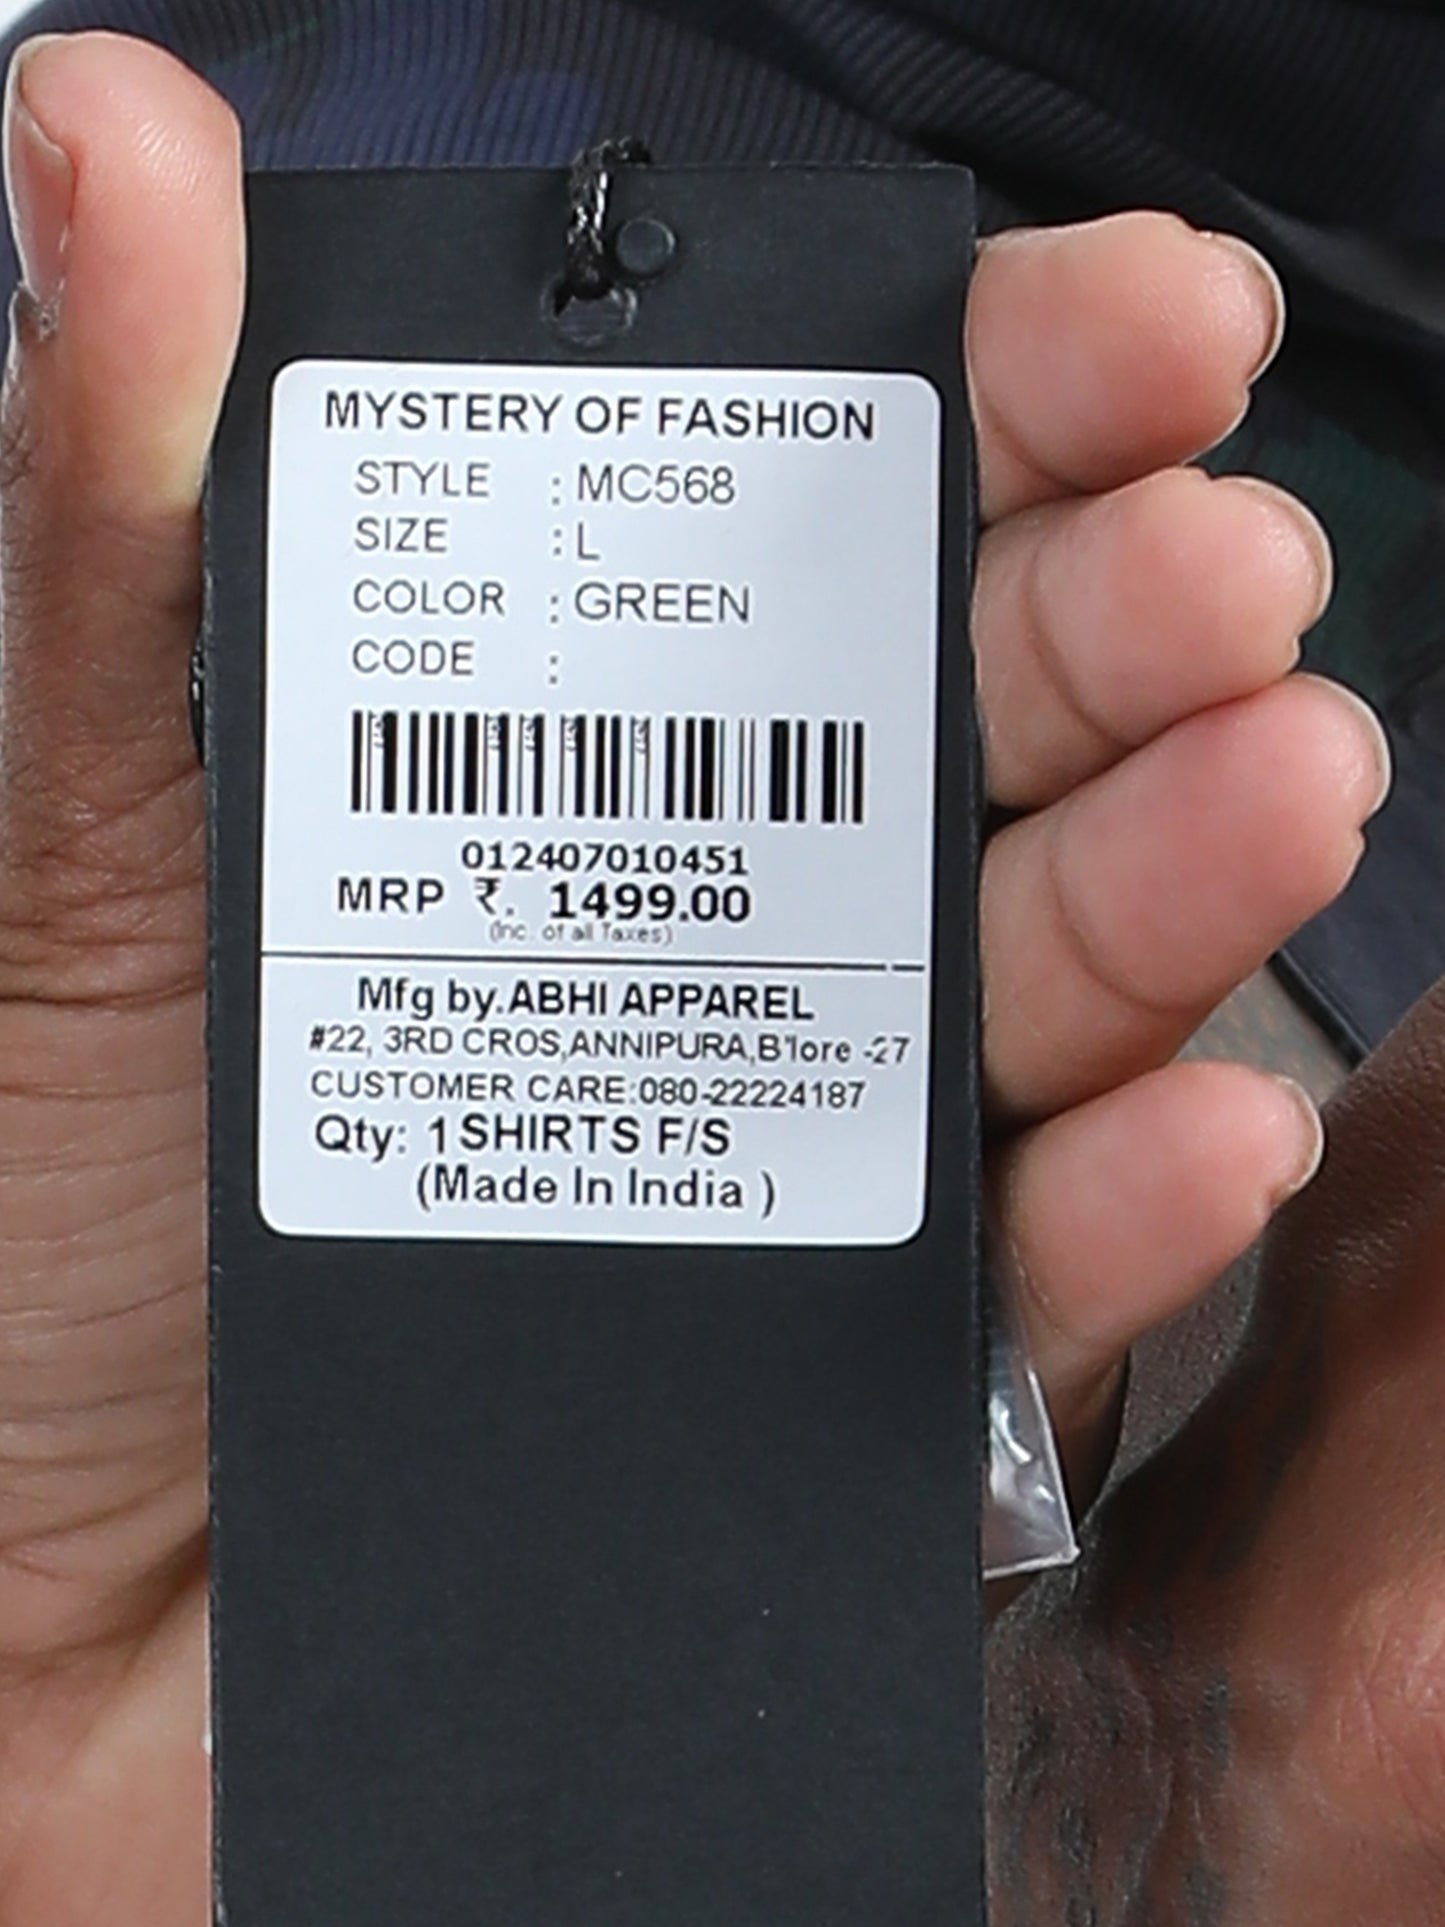 MYSTERY OF FASHION
STYLE : MC568
SIZE : L
COLOR : GREEN
CODE :
012407010451
MRP ₹. 1499.00
(Inc. of all Taxes)
Mfg by.ABHI APPAREL
#22, 3RD CROS,ANNIPURA,B'lore -27
CUSTOMER CARE:080-22224187
Qty: 1 SHIRTS F/S
(Made In India )